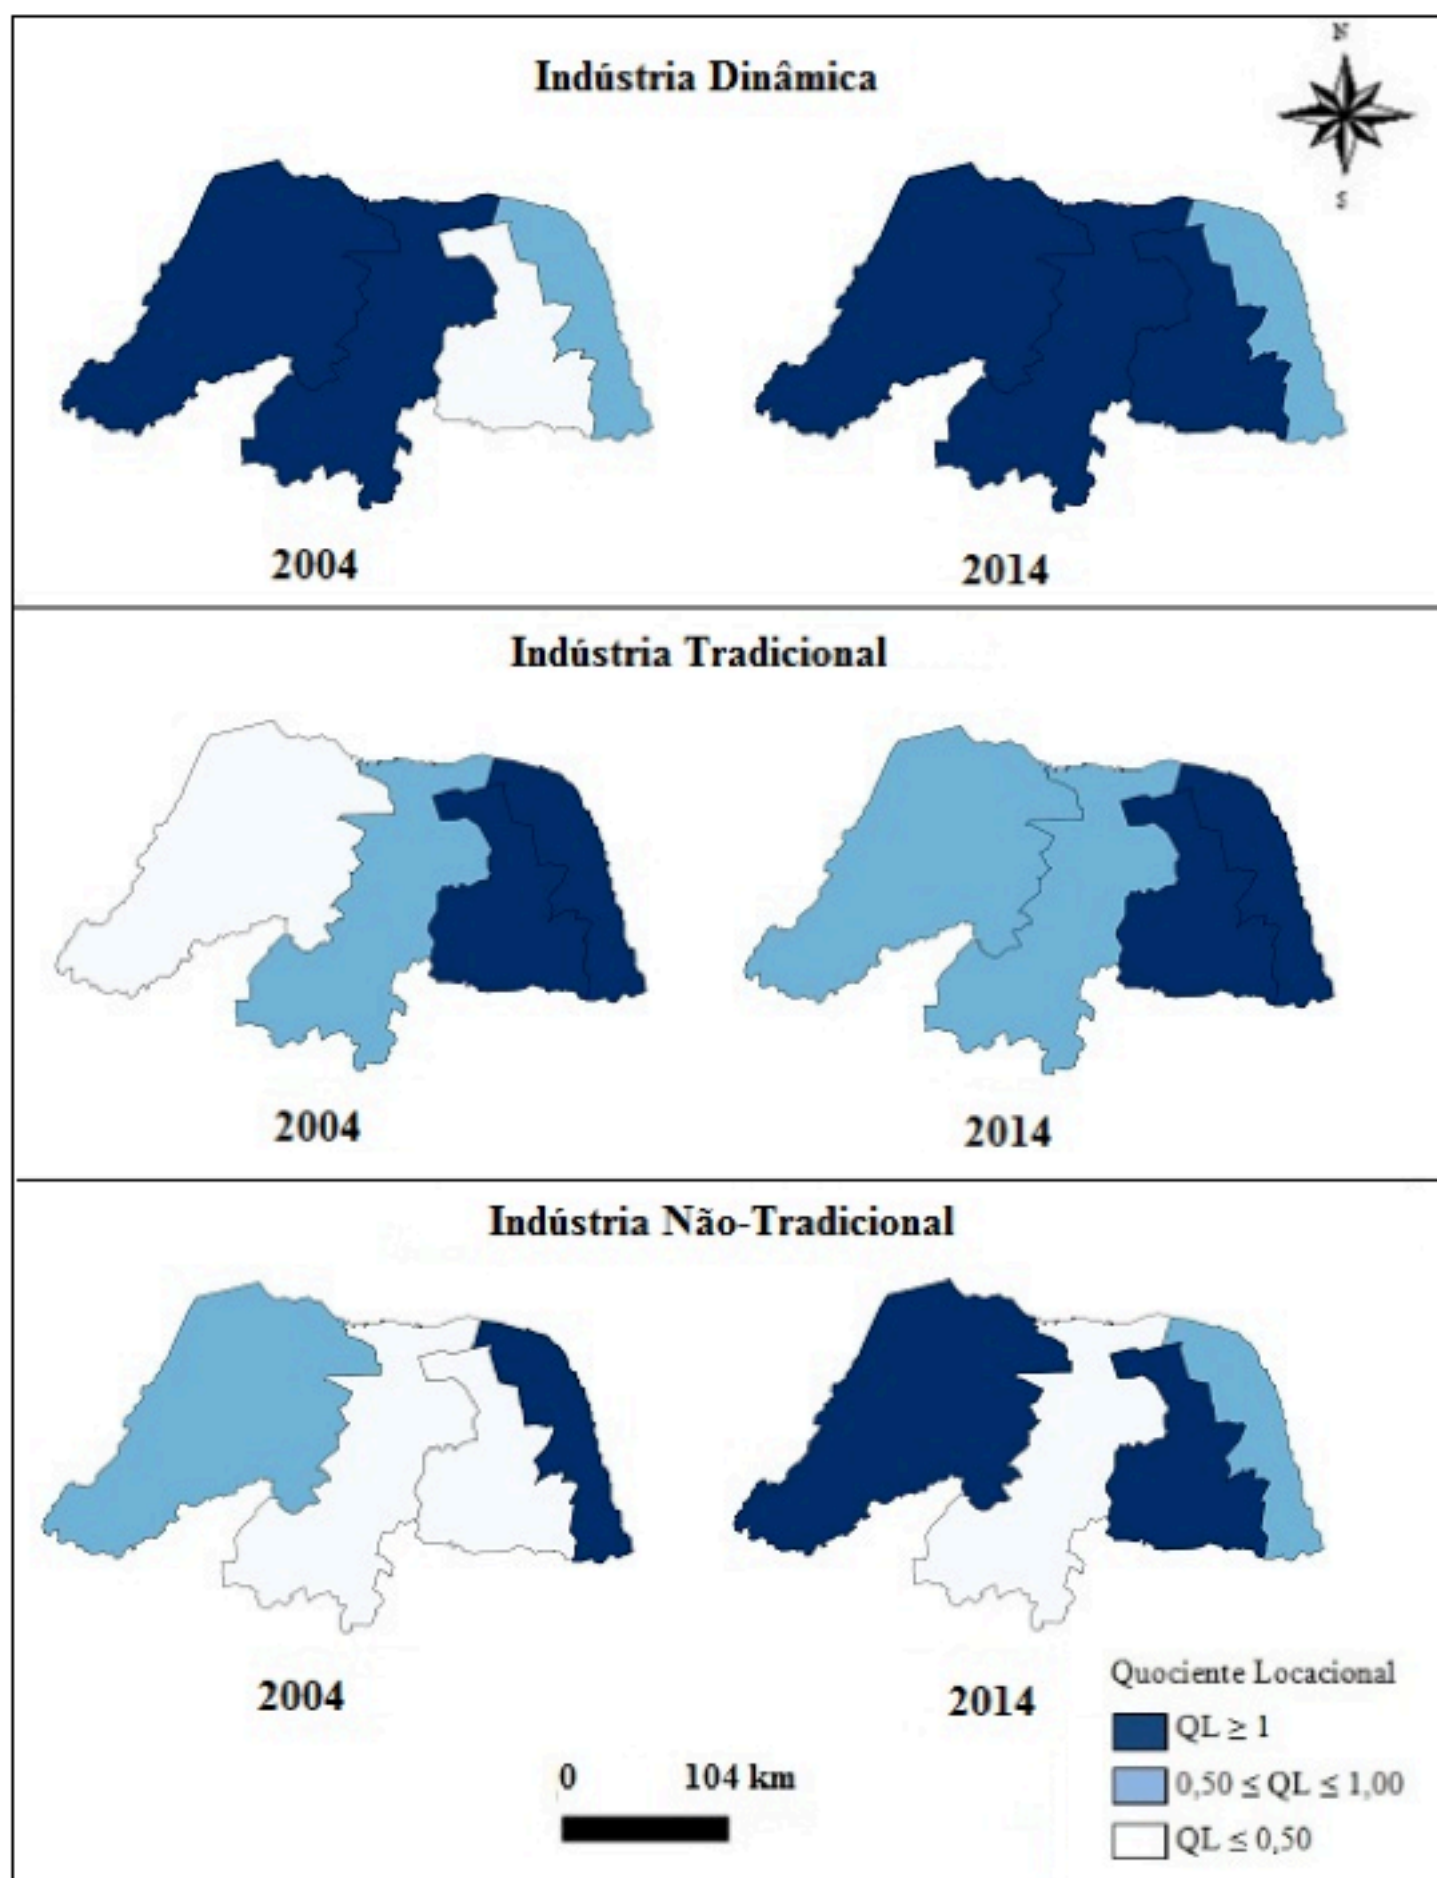 Indústria Dinâmica
N
S
2004
2014
Indústria Tradicional
2004
2014
Indústria Não-Tradicional
2004
2014
Quociente Locacional
QL ≥ 1
0,50 ≤ QL ≤ 1,00
QL ≤ 0,50
0 104 km